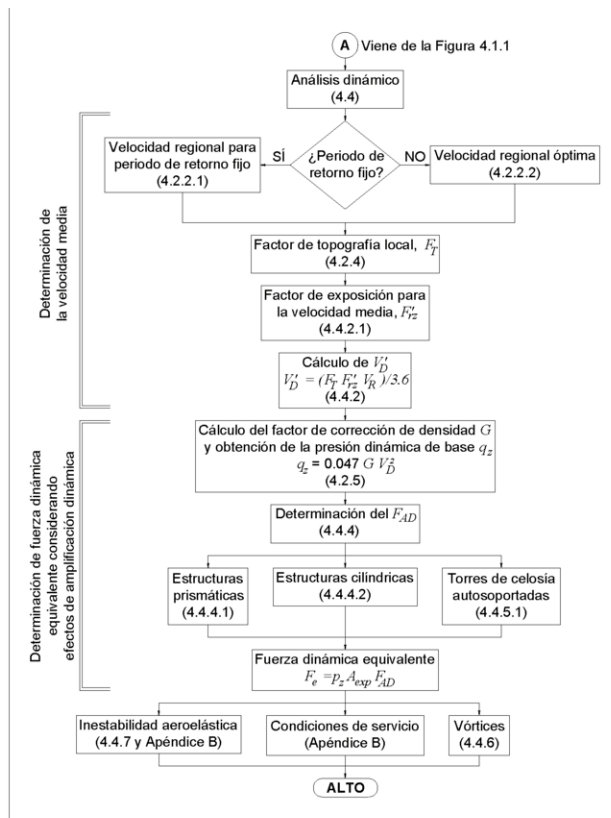 A Viene de la Figura 4.1.1
Análisis dinámico
(4.4)
Determinación de
la velocidad media
Velocidad regional para
periodo de retorno fijo
(4.2.2.1)
SÍ
¿Periodo de
retorno fijo?
NO
Velocidad regional óptima
(4.2.2.2)
Factor de topografía local, F_T
(4.2.4)
Factor de exposición para
la velocidad media, F'_rz
(4.4.2.1)
Cálculo de V'_D
V'_D = (F_T F'_rz V_R )/3.6
(4.4.2)
Determinación de fuerza dinámica
equivalente considerando
efectos de amplificación dinámica
Cálculo del factor de corrección de densidad G
y obtención de la presión dinámica de base q_z
q_z = 0.047 G V_D²
(4.2.5)
Determinación del F_AD
(4.4.4)
Estructuras
prismáticas
(4.4.4.1)
Estructuras cilíndricas
(4.4.4.2)
Torres de celosía
autosoportadas
(4.4.5.1)
Fuerza dinámica equivalente
F_e =p_z A_exp F_AD
Inestabilidad aeroelástica
(4.4.7 y Apéndice B)
Condiciones de servicio
(Apéndice B)
Vórtices
(4.4.6)
ALTO